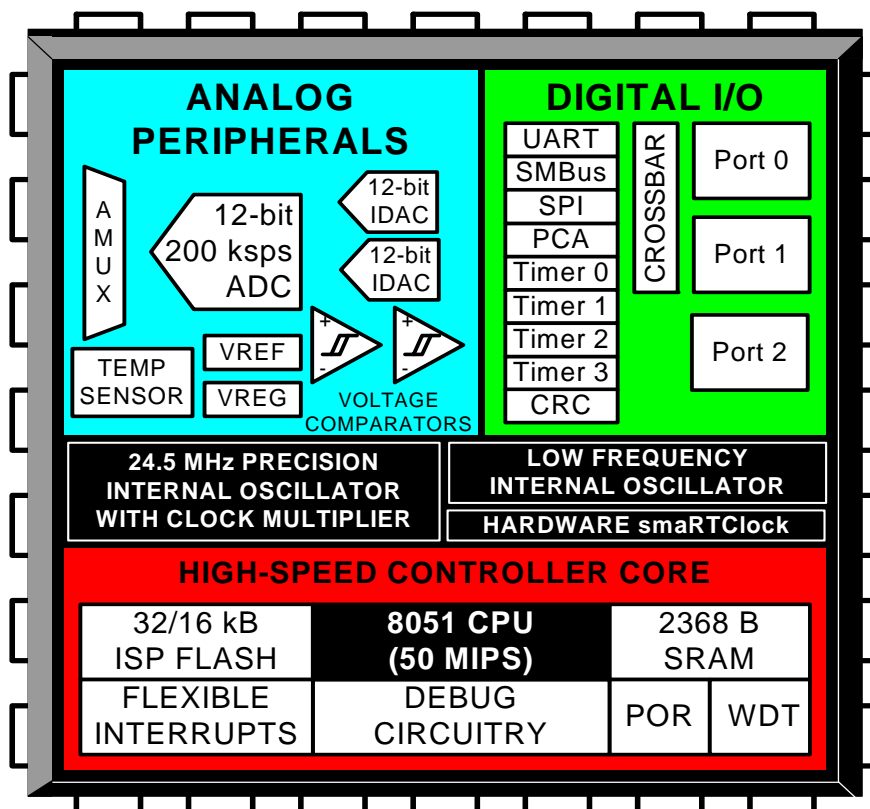 ANALOG
PERIPHERALS
A
M
U
X
12-bit
200 ksps
ADC
12-bit
IDAC
12-bit
IDAC
TEMP
SENSOR
VREF
VREG
+
-
+
-
VOLTAGE
COMPARATORS
DIGITAL I/O
UART
SMBus
SPI
PCA
Timer 0
Timer 1
Timer 2
Timer 3
CRC
CROSSBAR
Port 0
Port 1
Port 2
24.5 MHz PRECISION
INTERNAL OSCILLATOR
WITH CLOCK MULTIPLIER
LOW FREQUENCY
INTERNAL OSCILLATOR
HARDWARE smaRTClock
HIGH-SPEED CONTROLLER CORE
32/16 kB
ISP FLASH
8051 CPU
(50 MIPS)
2368 B
SRAM
FLEXIBLE
INTERRUPTS
DEBUG
CIRCUITRY
POR
WDT